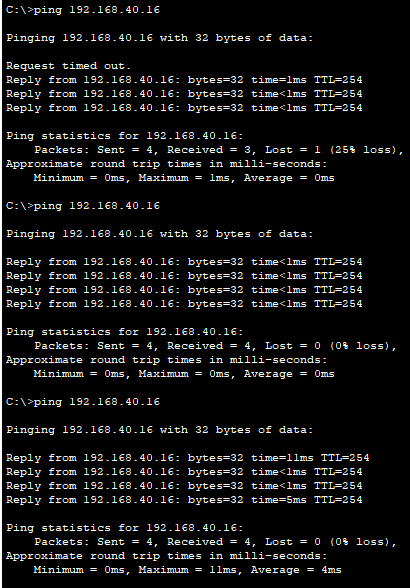 C:\>ping 192.168.40.16
Pinging 192.168.40.16 with 32 bytes of data:
Request timed out.
Reply from 192.168.40.16: bytes=32 time=1ms TTL=254
Reply from 192.168.40.16: bytes=32 time<1ms TTL=254
Reply from 192.168.40.16: bytes=32 time<1ms TTL=254
Ping statistics for 192.168.40.16:
Packets: Sent = 4, Received = 3, Lost = 1 (25% loss),
Approximate round trip times in milli-seconds:
Minimum = 0ms, Maximum = 1ms, Average = 0ms
C:\>ping 192.168.40.16
Pinging 192.168.40.16 with 32 bytes of data:
Reply from 192.168.40.16: bytes=32 time<1ms TTL=254
Reply from 192.168.40.16: bytes=32 time<1ms TTL=254
Reply from 192.168.40.16: bytes=32 time<1ms TTL=254
Reply from 192.168.40.16: bytes=32 time<1ms TTL=254
Ping statistics for 192.168.40.16:
Packets: Sent = 4, Received = 4, Lost = 0 (0% loss),
Approximate round trip times in milli-seconds:
Minimum = 0ms, Maximum = 0ms, Average = 0ms
C:\>ping 192.168.40.16
Pinging 192.168.40.16 with 32 bytes of data:
Reply from 192.168.40.16: bytes=32 time=11ms TTL=254
Reply from 192.168.40.16: bytes=32 time<1ms TTL=254
Reply from 192.168.40.16: bytes=32 time<1ms TTL=254
Reply from 192.168.40.16: bytes=32 time=5ms TTL=254
Ping statistics for 192.168.40.16:
Packets: Sent = 4, Received = 4, Lost = 0 (0% loss),
Approximate round trip times in milli-seconds:
Minimum = 0ms, Maximum = 11ms, Average = 4ms